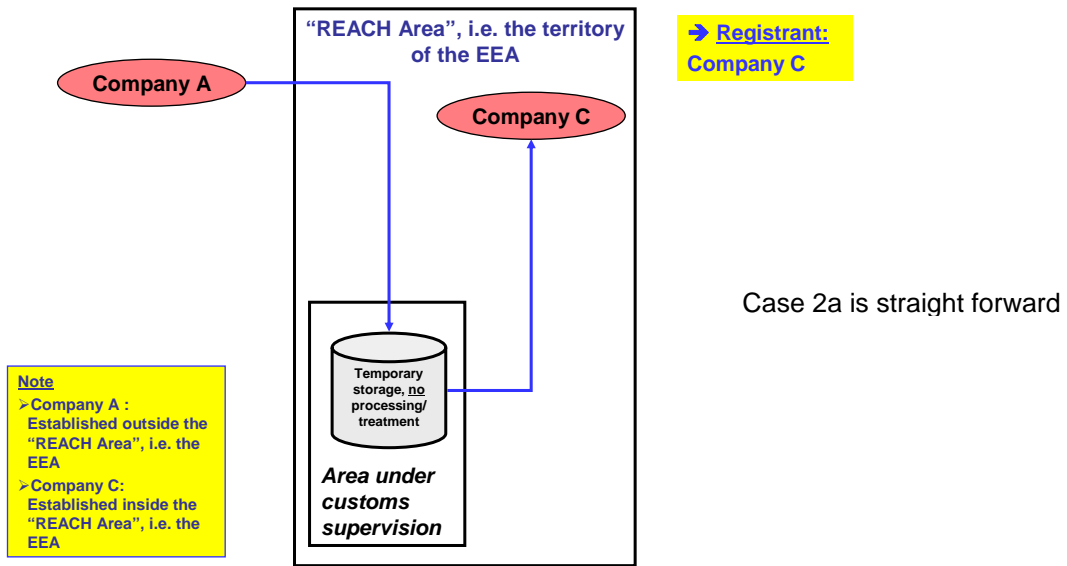 “REACH Area”, i.e. the territory
of the EEA
➔ Registrant:
Company C
Company A
Company C
Case 2a is straight forward
Temporary
storage, no
processing/
treatment
Area under
customs
supervision
Note
➢Company A :
Established outside the
“REACH Area”, i.e. the
EEA
➢Company C:
Established inside the
“REACH Area”, i.e. the
EEA